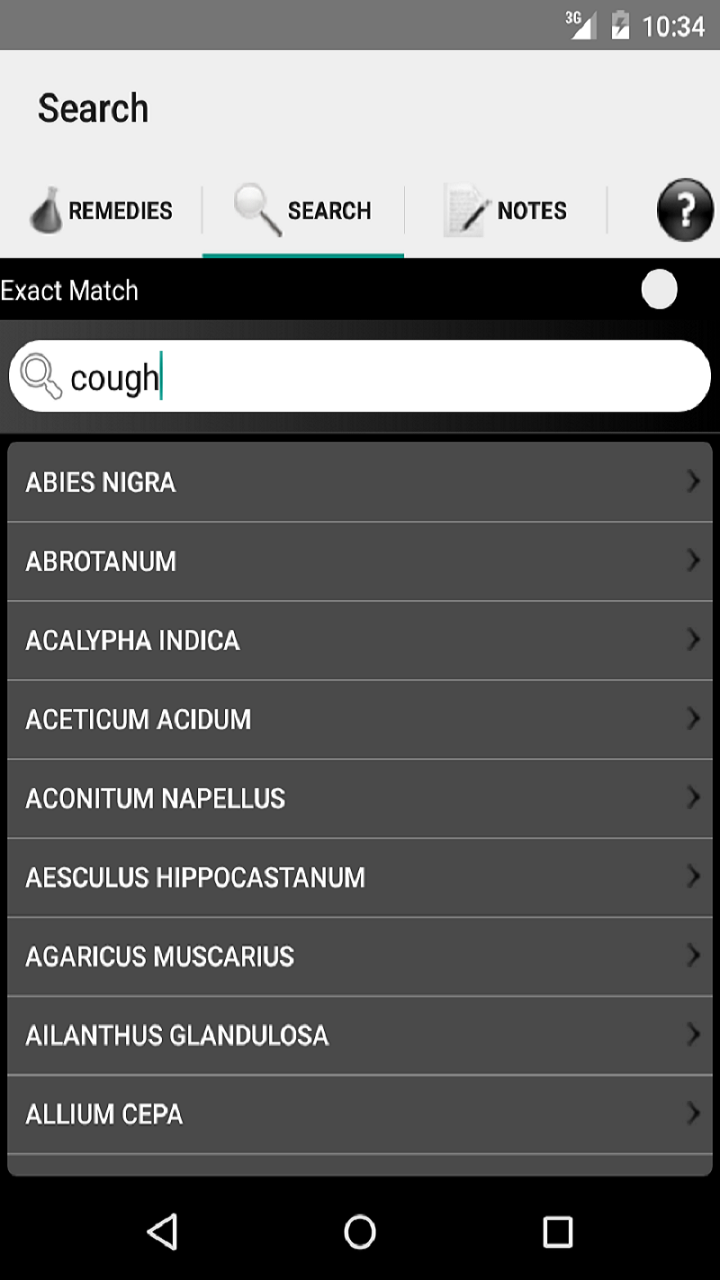 3G 10:34
Search
REMEDIES SEARCH NOTES ?
Exact Match
cough
ABIES NIGRA
ABROTANUM
ACALYPHA INDICA
ACETICUM ACIDUM
ACONITUM NAPELLUS
AESCULUS HIPPOCASTANUM
AGARICUS MUSCARIUS
AILANTHUS GLANDULOSA
ALLIUM CEPA